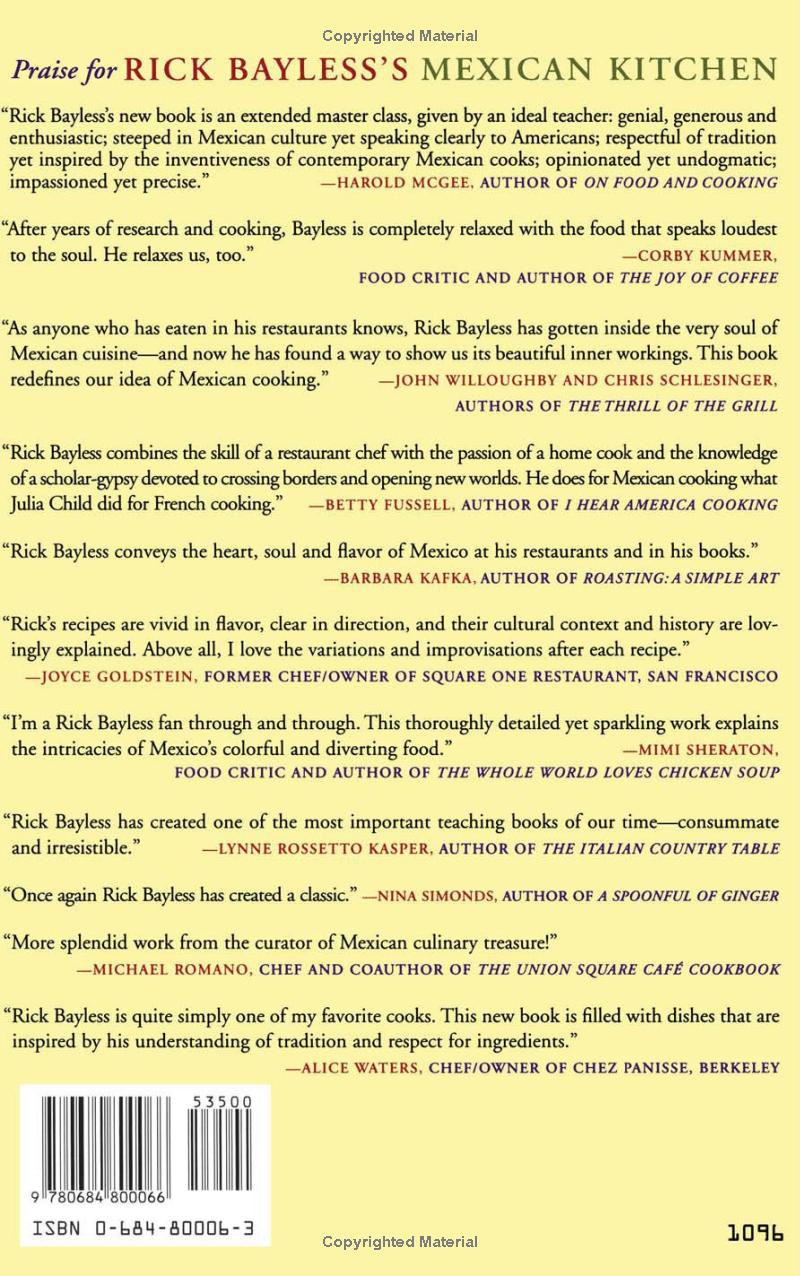 Copyrighted Material
Praise for RICK BAYLESS’S MEXICAN KITCHEN
“Rick Bayless’s new book is an extended master class, given by an ideal teacher: genial, generous and
enthusiastic; steeped in Mexican culture yet speaking clearly to Americans; respectful of tradition
yet inspired by the inventiveness of contemporary Mexican cooks; opinionated yet undogmatic;
impassioned yet precise.” —HAROLD MCGEE, AUTHOR OF ON FOOD AND COOKING
“After years of research and cooking, Bayless is completely relaxed with the food that speaks loudest
to the soul. He relaxes us, too.” —CORBY KUMMER,
FOOD CRITIC AND AUTHOR OF THE JOY OF COFFEE
“As anyone who has eaten in his restaurants knows, Rick Bayless has gotten inside the very soul of
Mexican cuisine—and now he has found a way to show us its beautiful inner workings. This book
redefines our idea of Mexican cooking.” —JOHN WILLOUGHBY AND CHRIS SCHLESINGER,
AUTHORS OF THE THRILL OF THE GRILL
“Rick Bayless combines the skill of a restaurant chef with the passion of a home cook and the knowledge
of a scholar-gypsy devoted to crossing borders and opening new worlds. He does for Mexican cooking what
Julia Child did for French cooking.” —BETTY FUSSELL, AUTHOR OF I HEAR AMERICA COOKING
“Rick Bayless conveys the heart, soul and flavor of Mexico at his restaurants and in his books.”
—BARBARA KAFKA, AUTHOR OF ROASTING: A SIMPLE ART
“Rick’s recipes are vivid in flavor, clear in direction, and their cultural context and history are lov-
ingly explained. Above all, I love the variations and improvisations after each recipe.”
—JOYCE GOLDSTEIN, FORMER CHEF/OWNER OF SQUARE ONE RESTAURANT, SAN FRANCISCO
“I’m a Rick Bayless fan through and through. This thoroughly detailed yet sparkling work explains
the intricacies of Mexico’s colorful and diverting food.” —MIMI SHERATON,
FOOD CRITIC AND AUTHOR OF THE WHOLE WORLD LOVES CHICKEN SOUP
“Rick Bayless has created one of the most important teaching books of our time—consummate
and irresistible.” —LYNNE ROSSETTO KASPER, AUTHOR OF THE ITALIAN COUNTRY TABLE
“Once again Rick Bayless has created a classic.” —NINA SIMONDS, AUTHOR OF A SPOONFUL OF GINGER
“More splendid work from the curator of Mexican culinary treasure!”
—MICHAEL ROMANO, CHEF AND COAUTHOR OF THE UNION SQUARE CAFÉ COOKBOOK
“Rick Bayless is quite simply one of my favorite cooks. This new book is filled with dishes that are
inspired by his understanding of tradition and respect for ingredients.”
—ALICE WATERS, CHEF/OWNER OF CHEZ PANISSE, BERKELEY
53500
9 780684 800066
ISBN 0-684-80006-3
1096
Copyrighted Material